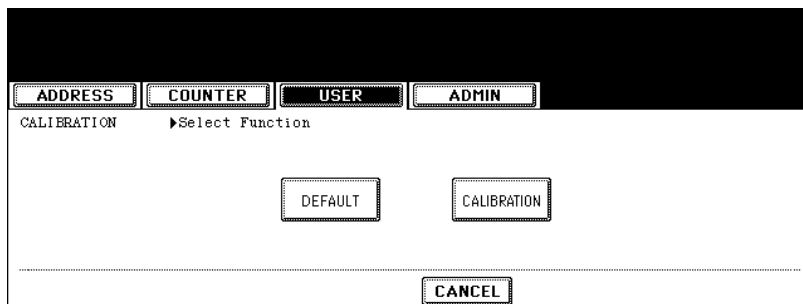 ADDRESS COUNTER USER ADMIN
CALIBRATION ▶Select Function
DEFAULT CALIBRATION
CANCEL